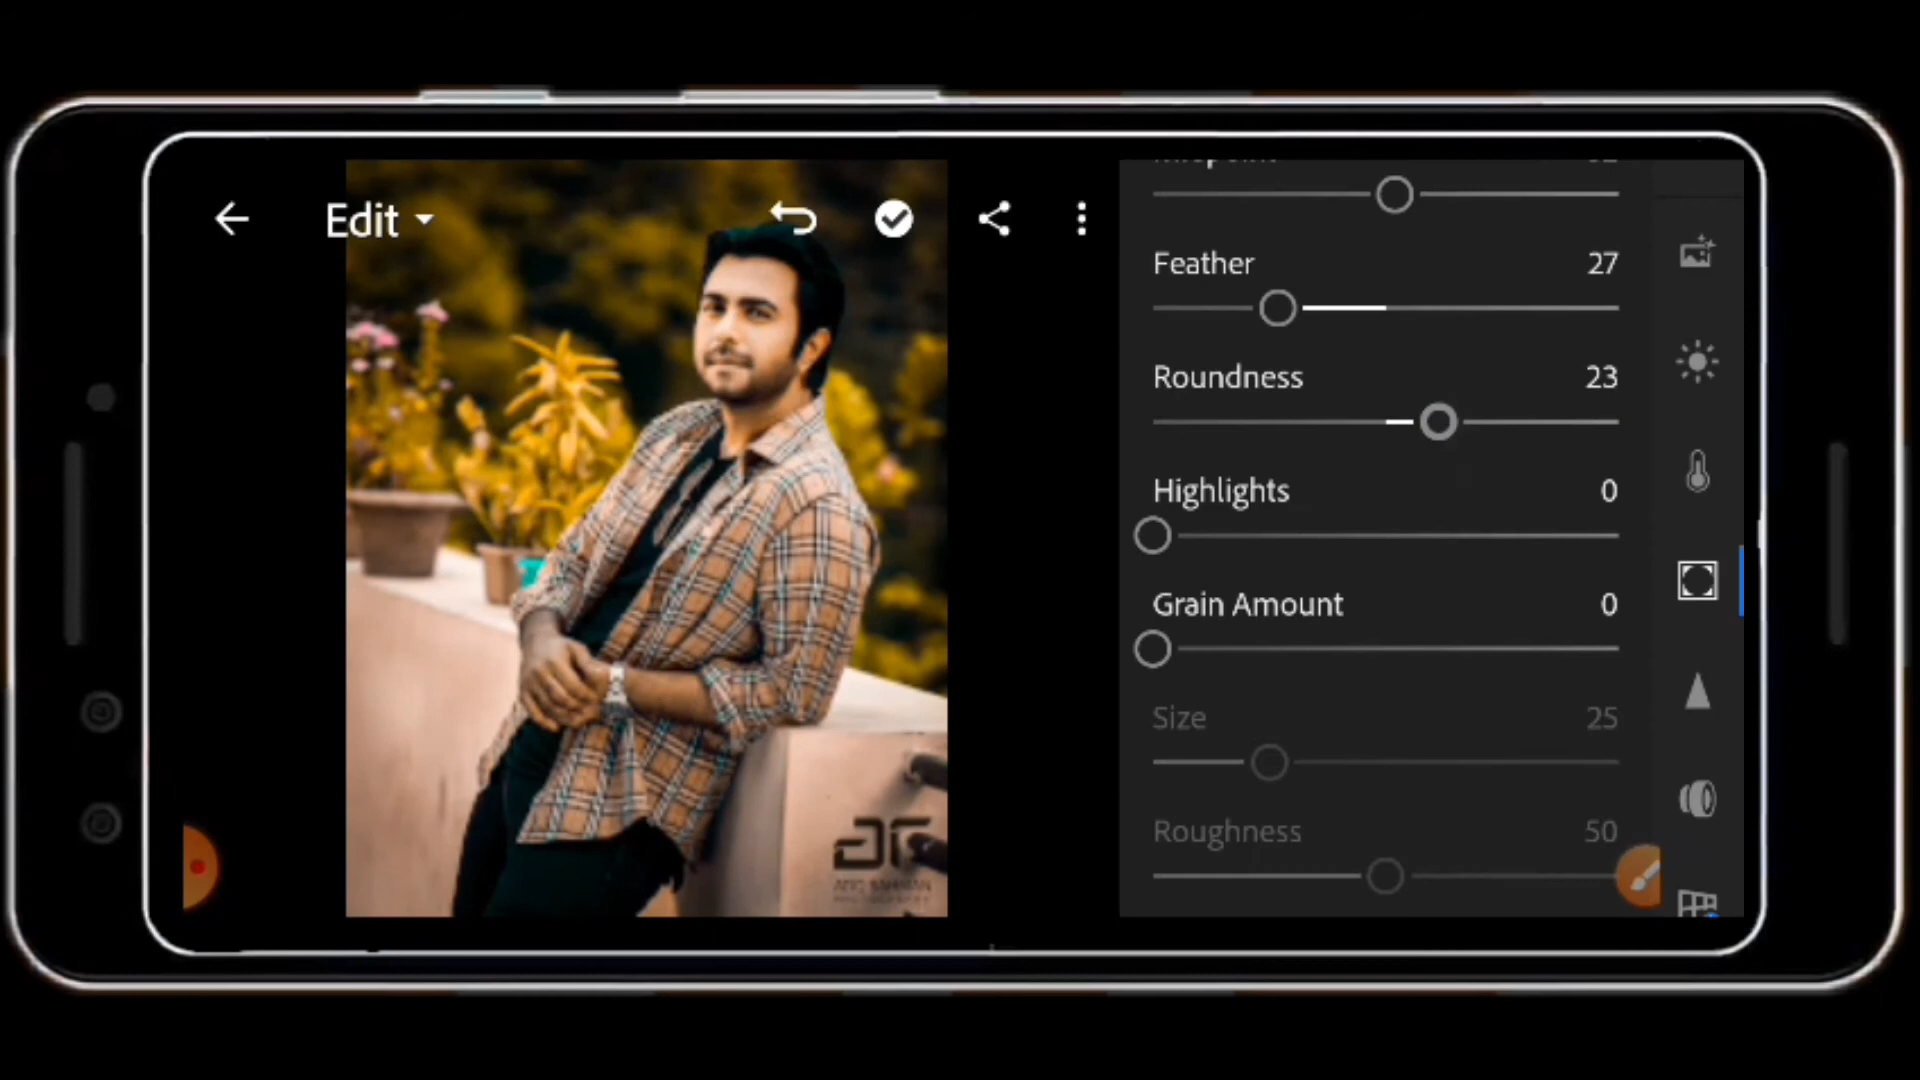 Edit
Feather 27
Roundness 23
Highlights 0
Grain Amount 0
Size 25
Roughness 50